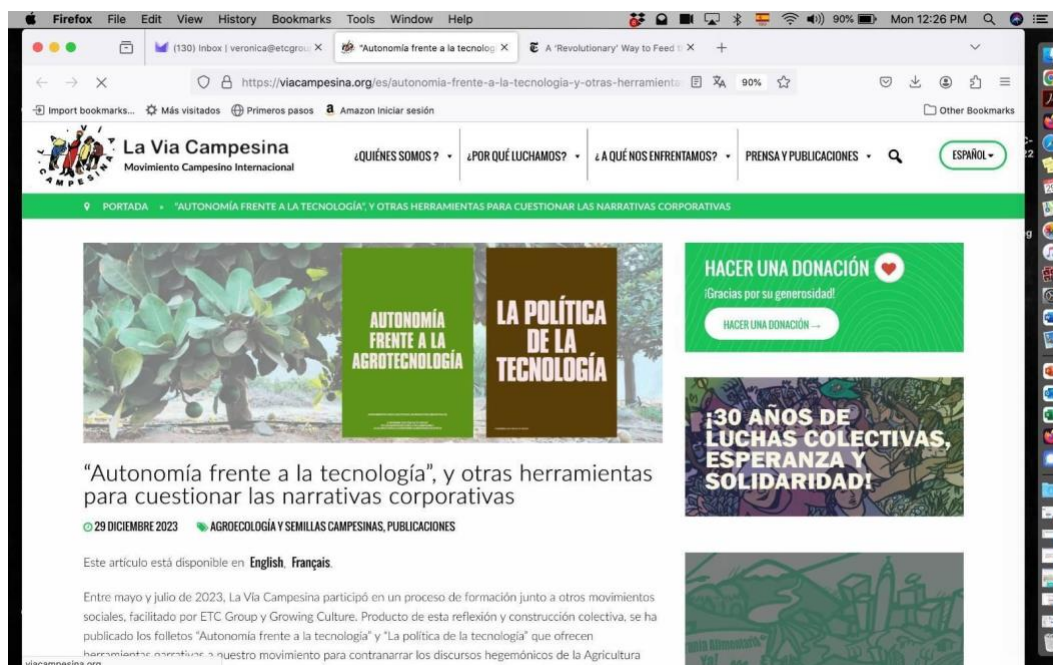 Firefox File Edit View History Bookmarks Tools Window Help
90% Mon 12:26 PM
(130) Inbox | veronica@etcgrou
"Autonomía frente a la tecnolog
A 'Revolutionary' Way to Feed t
https://viacampesina.org/es/autonomia-frente-a-la-tecnologia-y-otras-herramienta
90%
Import bookmarks... Más visitados Primeros pasos Amazon Iniciar sesión
Other Bookmarks
VIA
CAMPESINA
La Via Campesina
Movimiento Campesino Internacional
¿QUIÉNES SOMOS ?
¿POR QUÉ LUCHAMOS?
¿ A QUÉ NOS ENFRENTAMOS?
PRENSA Y PUBLICACIONES
ESPAÑOL
PORTADA » "AUTONOMÍA FRENTE A LA TECNOLOGÍA", Y OTRAS HERRAMIENTAS PARA CUESTIONAR LAS NARRATIVAS CORPORATIVAS
AUTONOMÍA
FRENTE A LA
AGROTECNOLOGÍA
LA POLÍTICA
DE LA
TECNOLOGÍA
HACER UNA DONACIÓN
¡Gracias por su generosidad!
HACER UNA DONACIÓN →
¡30 AÑOS DE
LUCHAS COLECTIVAS,
ESPERANZA Y
SOLIDARIDAD!
"Autonomía frente a la tecnología", y otras herramientas
para cuestionar las narrativas corporativas
29 DICIEMBRE 2023 AGROECOLOGÍA Y SEMILLAS CAMPESINAS, PUBLICACIONES
Este artículo está disponible en English, Français.
Entre mayo y julio de 2023, La Vía Campesina participó en un proceso de formación junto a otros movimientos
sociales, facilitado por ETC Group y Growing Culture. Producto de esta reflexión y construcción colectiva, se ha
publicado los folletos "Autonomía frente a la tecnología" y "La política de la tecnología" que ofrecen
herramientas narrativas a nuestro movimiento para contranarrar los discursos hegemónicos de la Agricultura
viacampesina.org